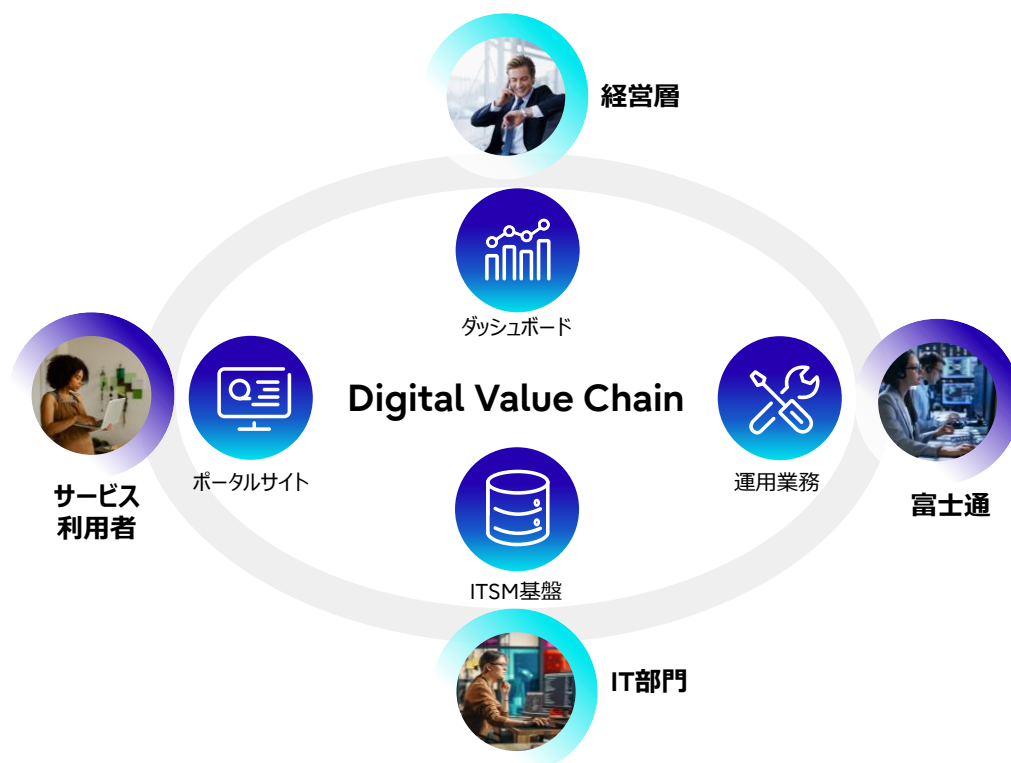 経営層
ダッシュボード
Digital Value Chain
ポータルサイト
運用業務
サービス
利用者
富士通
ITSM基盤
IT部門